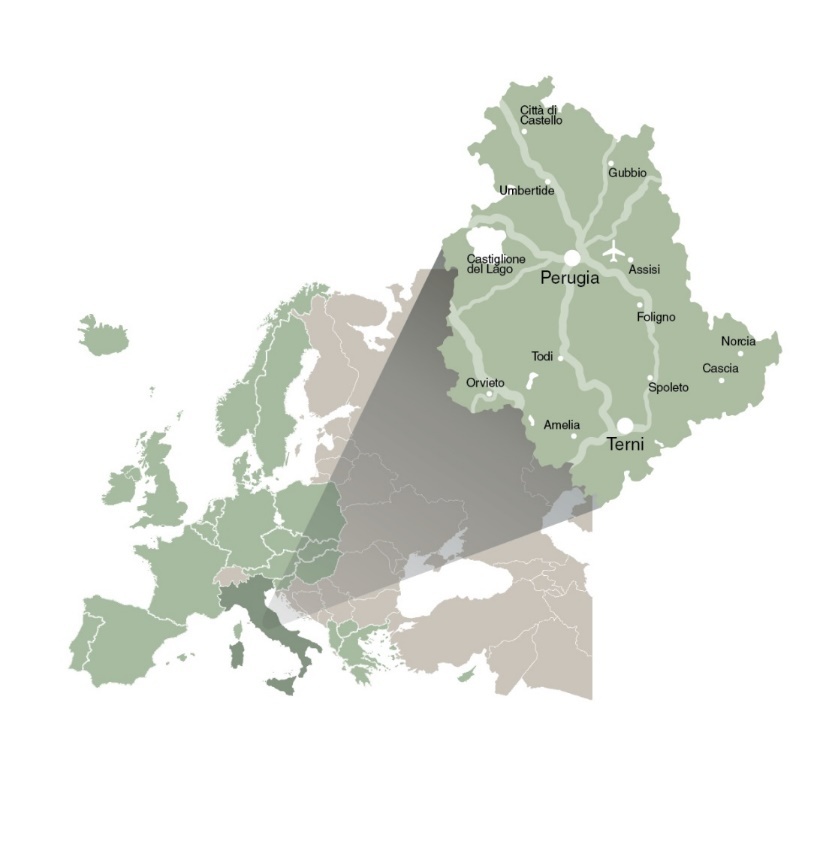 Città di
Castello
Gubbio
Umbertide
Castiglione
del Lago
Assisi
Perugia
Foligno
Norcia
Todi
Cascia
Orvieto
Spoleto
Amelia
Terni